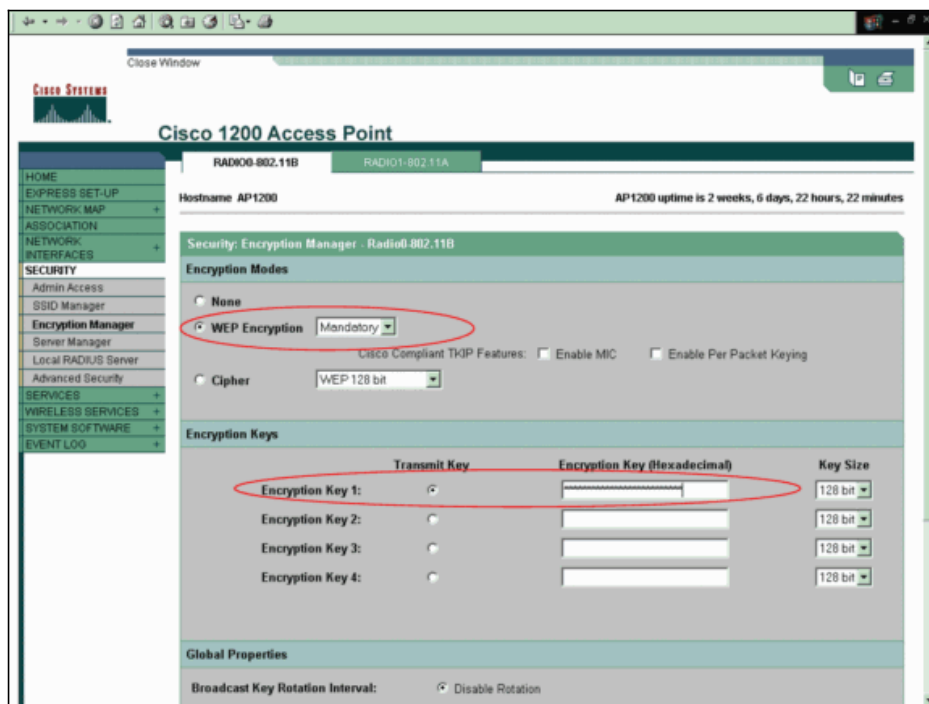 Close Window
CISCO SYSTEMS
Cisco 1200 Access Point
RADIO0-802.11B RADIO1-802.11A
HOME
EXPRESS SET-UP
NETWORK MAP +
ASSOCIATION
NETWORK INTERFACES +
SECURITY
Admin Access
SSID Manager
Encryption Manager
Server Manager
Local RADIUS Server
Advanced Security
SERVICES +
WIRELESS SERVICES +
SYSTEM SOFTWARE +
EVENT LOG +
Hostname AP1200 AP1200 uptime is 2 weeks, 6 days, 22 hours, 22 minutes
Security: Encryption Manager - Radio0-802.11B
Encryption Modes
None
WEP Encryption Mandatory
Cisco Compliant TKIP Features: Enable MIC Enable Per Packet Keying
Cipher WEP 128 bit
Encryption Keys
Transmit Key Encryption Key (Hexadecimal) Key Size
Encryption Key 1: 128 bit
Encryption Key 2: 128 bit
Encryption Key 3: 128 bit
Encryption Key 4: 128 bit
Global Properties
Broadcast Key Rotation Interval: Disable Rotation